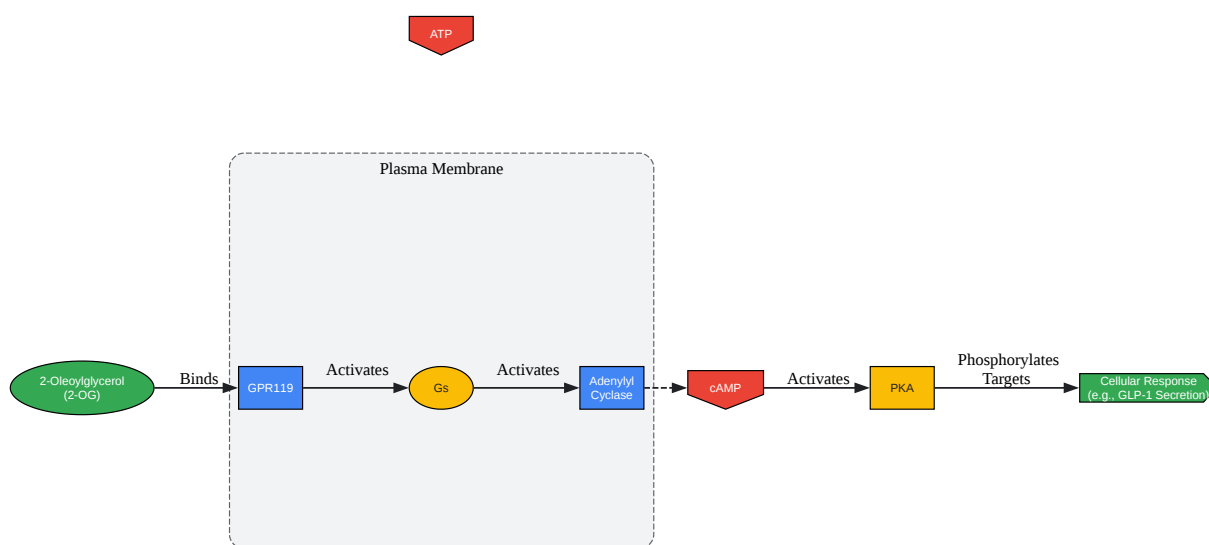 ATP
Plasma Membrane
2-Oleoylglycerol
(2-OG)
Binds
GPR119
Activates
Gs
Activates
Adenylyl
Cyclase
cAMP
Activates
PKA
Phosphorylates
Targets
Cellular Response
(e.g., GLP-1 Secretion)